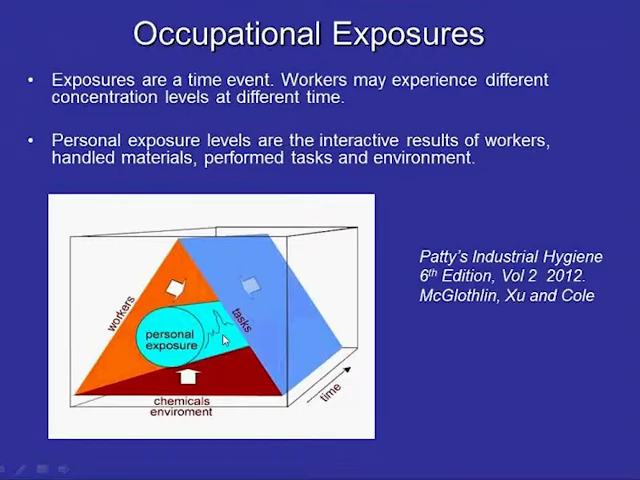 Occupational Exposures
• Exposures are a time event. Workers may experience different
concentration levels at different time.
• Personal exposure levels are the interactive results of workers,
handled materials, performed tasks and environment.
Patty's Industrial Hygiene
6th Edition, Vol 2 2012.
McGlothlin, Xu and Cole
workers
tasks
personal
exposure
chemicals
enviroment
time